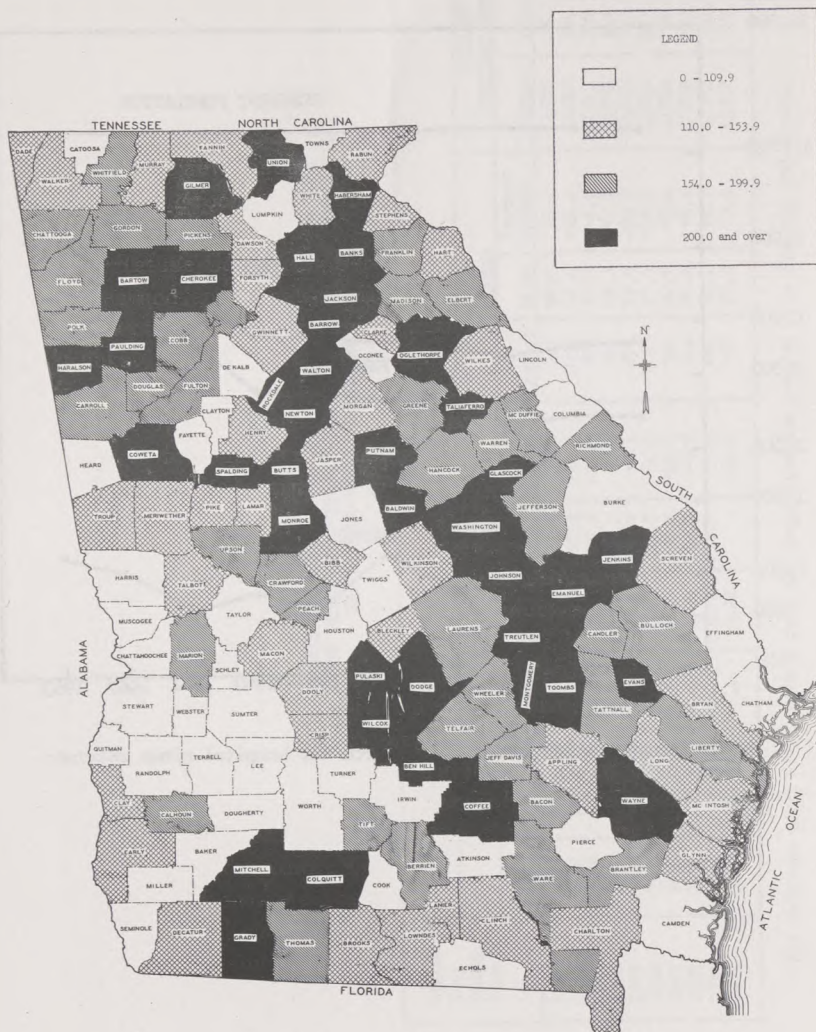 LEGEND
0 - 109.9
110.0 - 153.9
154.0 - 199.9
200.0 and over
TENNESSEE NORTH CAROLINA
DADE CATOOSA FANNIN TOWNS RABUN
WALKER WHITFIELD MURRAY UNION
GILMER WHITE HABERSHAM
LUMPKIN STEPHENS
CHATTOOGA GORDON PICKENS DAWSON HALL BANKS FRANKLIN HART
FLOYD BARTOW CHEROKEE FORSYTH
JACKSON MADISON ELBERT
POLK COBB GWINNETT BARROW CLARKE
PAULDING OCONEE OGLETHORPE WILKES LINCOLN
N
HARALSON DE KALB WALTON
DOUGLAS FULTON ROCKDALE
CARROLL CLAYTON NEWTON MORGAN GREENE TALIAFERRO MC DUFFIE COLUMBIA
FAYETTE HENRY WARREN RICHMOND
HEARD COWETA SPALDING BUTTS JASPER PUTNAM HANCOCK GLASCOCK
SOUTH CAROLINA
TROUP MERIWETHER PIKE LAMAR MONROE JONES BALDWIN WASHINGTON JEFFERSON BURKE
UPSON BIBB WILKINSON JENKINS SCREVEN
HARRIS TALBOT CRAWFORD TWIGGS JOHNSON EMANUEL
MUSCOGEE TAYLOR PEACH HOUSTON BLECKLEY LAURENS TREUTLEN CANDLER BULLOCH EFFINGHAM
ALABAMA
CHATTAHOOCHEE MARION SCHLEY MACON
PULASKI DODGE MONTGOMERY TOOMBS EVANS BRYAN CHATHAM
STEWART WEBSTER SUMTER DOOLY WILCOX WHEELER TATTNALL
CRISP TELFAIR LIBERTY
QUITMAN RANDOLPH TERRELL LEE TURNER BEN HILL JEFF DAVIS APPLING LONG
CLAY CALHOUN DOUGHERTY WORTH IRWIN COFFEE BACON WAYNE MC INTOSH
TIFT PIERCE
EARLY BAKER BERRIEN ATKINSON WARE BRANTLEY GLYNN
MITCHELL COLQUITT COOK
MILLER LANIER CLINCH CHARLTON CAMDEN
SEMINOLE DECATUR GRADY THOMAS BROOKS LOWNDES
ECHOLS
FLORIDA
ATLANTIC OCEAN